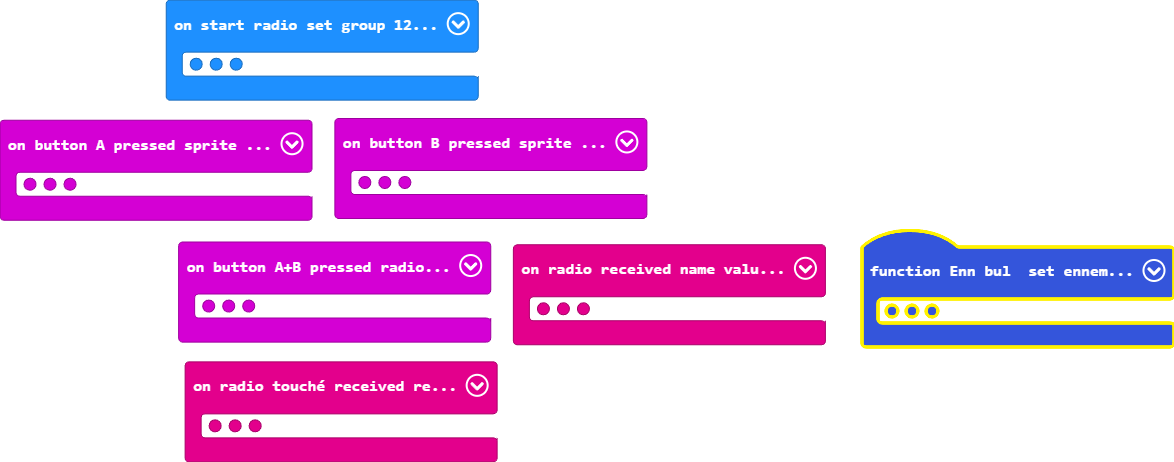 on start radio set group 12...
on button A pressed sprite ...
on button B pressed sprite ...
on button A+B pressed radio...
on radio received name valu...
function Enn bul set ennem...
on radio touché received re...